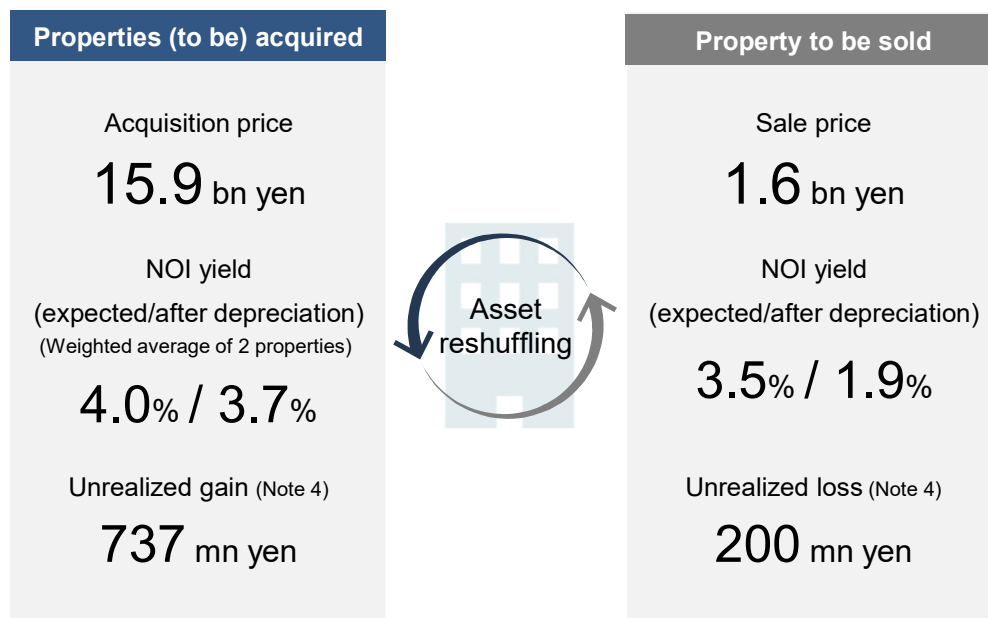 Properties (to be) acquired
Acquisition price
15.9 bn yen
NOI yield
(expected/after depreciation)
(Weighted average of 2 properties)
4.0% / 3.7%
Unrealized gain (Note 4)
737 mn yen
Asset
reshuffling
Property to be sold
Sale price
1.6 bn yen
NOI yield
(expected/after depreciation)
3.5% / 1.9%
Unrealized loss (Note 4)
200 mn yen